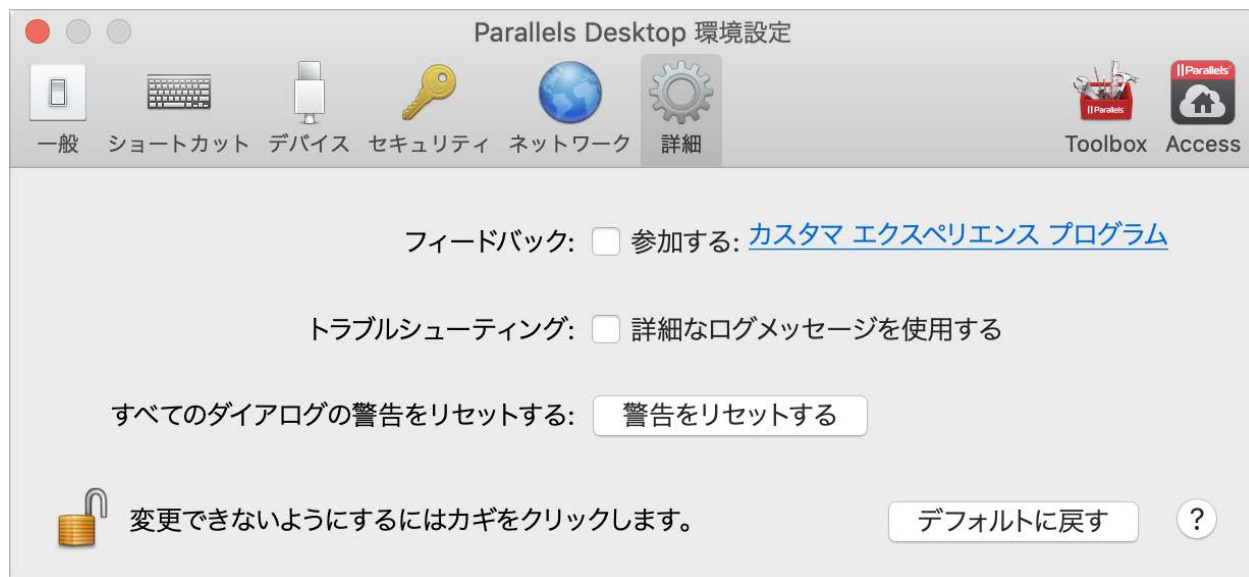 Parallels Desktop 環境設定
||Parallels
||Parallels
一般 ショートカット デバイス セキュリティ ネットワーク 詳細 Toolbox Access
フィードバック: 参加する: カスタマ エクスペリエンス プログラム
トラブルシューティング: 詳細なログメッセージを使用する
すべてのダイアログの警告をリセットする: 警告をリセットする
変更できないようにするにはカギをクリックします。 デフォルトに戻す ?